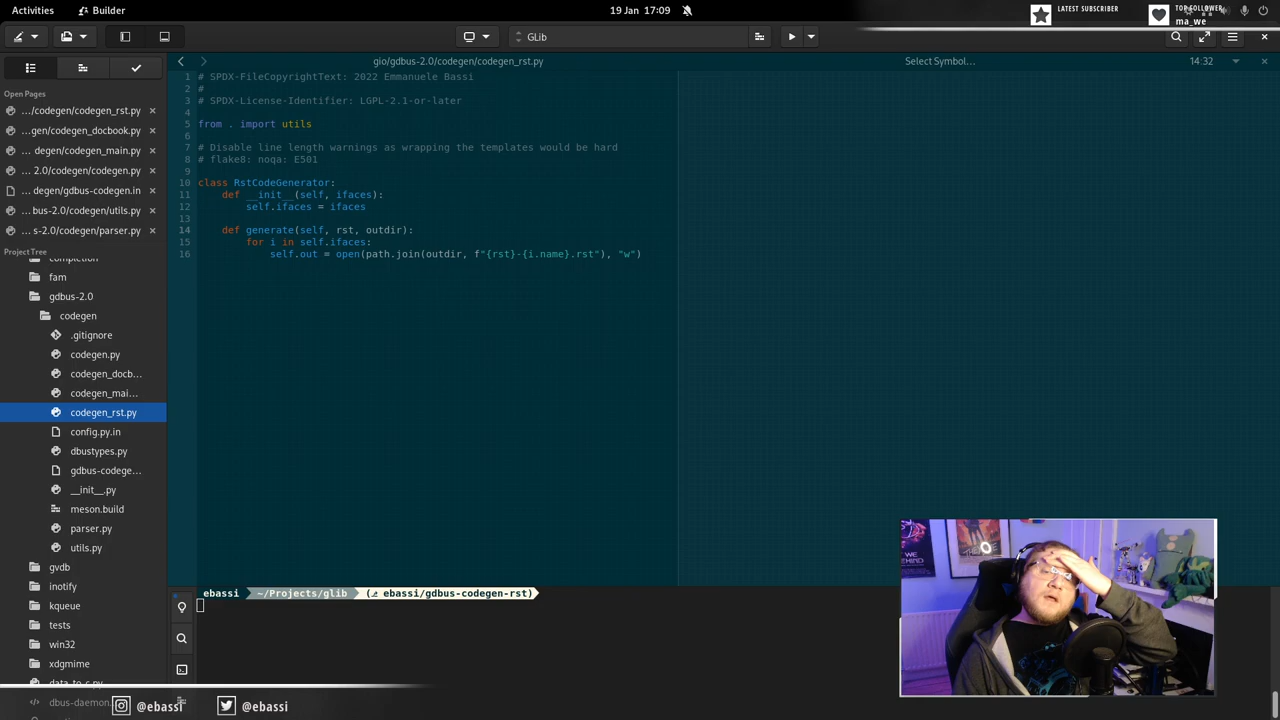 Activities
Builder
19 Jan 17:09
LATEST SUBSCRIBER
TOP FOLLOWER
ma_we
GLib
Open Pages
.../codegen/codegen_rst.py
...gen/codegen_docbook.py
... degen/codegen_main.py
... 2.0/codegen/codegen.py
... degen/gdbus-codegen.in
... bus-2.0/codegen/utils.py
... s-2.0/codegen/parser.py
Project Tree
completion
fam
gdbus-2.0
codegen
.gitignore
codegen.py
codegen_docb...
codegen_mai...
codegen_rst.py
config.py.in
dbustypes.py
gdbus-codege...
__init__.py
meson.build
parser.py
utils.py
gvdb
inotify
kqueue
tests
win32
xdgmime
data_to_c.py
dbus-daemon.
gio/gdbus-2.0/codegen/codegen_rst.py
Select Symbol...
14:32
1 # SPDX-FileCopyrightText: 2022 Emmanuele Bassi
2 #
3 # SPDX-License-Identifier: LGPL-2.1-or-later
4
5 from . import utils
6
7 # Disable line length warnings as wrapping the templates would be hard
8 # flake8: noqa: E501
9
10 class RstCodeGenerator:
11 def __init__(self, ifaces):
12 self.ifaces = ifaces
13
14 def generate(self, rst, outdir):
15 for i in self.ifaces:
16 self.out = open(path.join(outdir, f"{rst}-{i.name}.rst"), "w")
ebassi ~/Projects/glib ( ebassi/gdbus-codegen-rst)
@ebassi
@ebassi